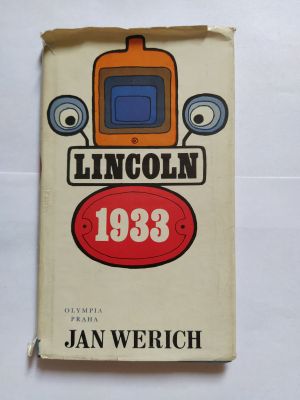 LINCOLN
1933
OLYMPIA
PRAHA
JAN WERICH